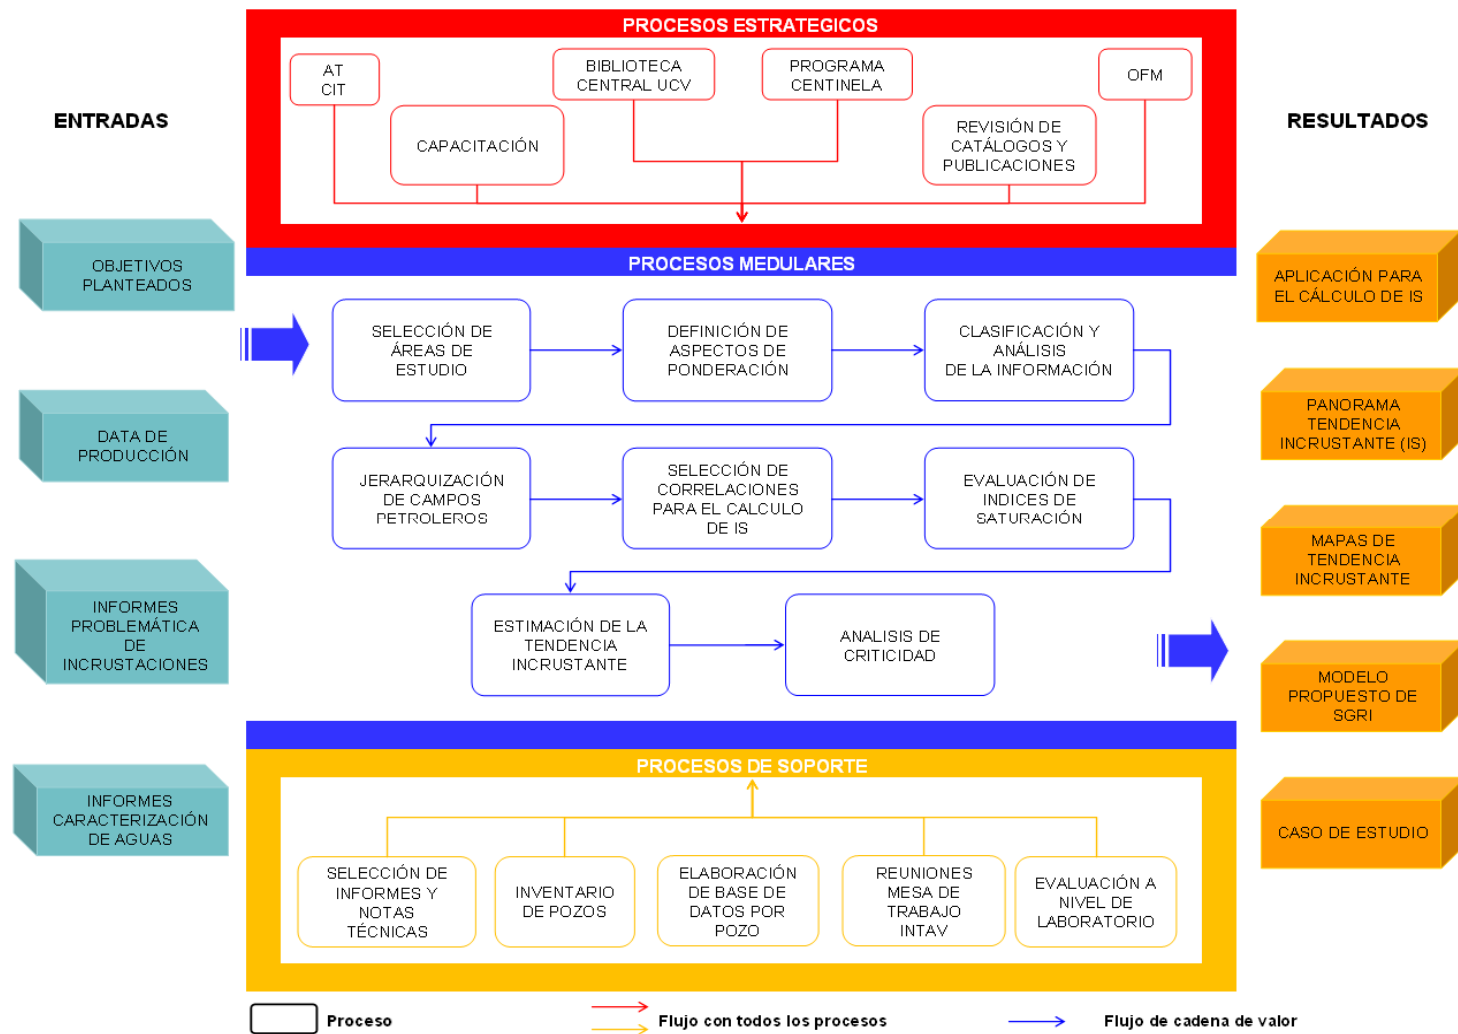 PROCESOS ESTRATEGICOS
AT
CIT
BIBLIOTECA
CENTRAL UCV
PROGRAMA
CENTINELA
OFM
CAPACITACIÓN
REVISIÓN DE
CATÁLOGOS Y
PUBLICACIONES
ENTRADAS
OBJETIVOS
PLANTEADOS
DATA DE
PRODUCCIÓN
INFORMES
PROBLEMÁTICA
DE
INCRUSTACIONES
INFORMES
CARACTERIZACIÓN
DE AGUAS
PROCESOS MEDULARES
SELECCIÓN DE
ÁREAS DE
ESTUDIO
DEFINICIÓN DE
ASPECTOS DE
PONDERACIÓN
CLASIFICACIÓN Y
ANÁLISIS
DE LA INFORMACIÓN
JERARQUIZACIÓN
DE CAMPOS
PETROLEROS
SELECCIÓN DE
CORRELACIONES
PARA EL CALCULO
DE IS
EVALUACIÓN DE
INDICES DE
SATURACIÓN
ESTIMACIÓN DE LA
TENDENCIA
INCRUSTANTE
ANALISIS DE
CRITICIDAD
PROCESOS DE SOPORTE
SELECCIÓN DE
INFORMES Y
NOTAS
TÉCNICAS
INVENTARIO
DE POZOS
ELABORACIÓN
DE BASE DE
DATOS POR
POZO
REUNIONES
MESA DE
TRABAJO
INTAV
EVALUACIÓN A
NIVEL DE
LABORATORIO
RESULTADOS
APLICACIÓN PARA
EL CÁLCULO DE IS
PANORAMA
TENDENCIA
INCRUSTANTE (IS)
MAPAS DE
TENDENCIA
INCRUSTANTE
MODELO
PROPUESTO DE
SGRI
CASO DE ESTUDIO
Proceso
Flujo con todos los procesos
Flujo de cadena de valor